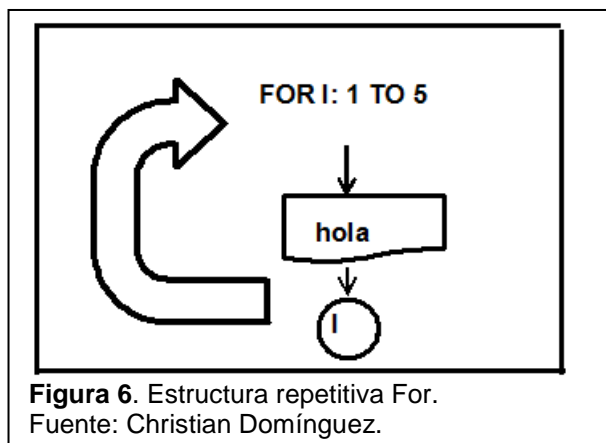 FOR I: 1 TO 5
hola
I
Figura 6. Estructura repetitiva For.
Fuente: Christian Domínguez.